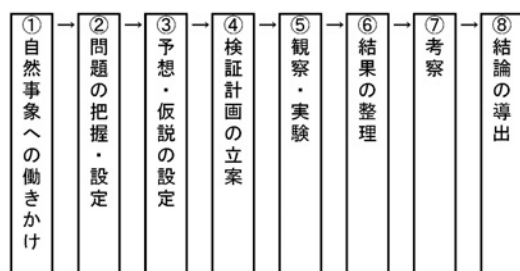 ①自然事象への働きかけ
→
②問題の把握・設定
→
③予想・仮説の設定
→
④検証計画の立案
→
⑤観察・実験
→
⑥結果の整理
→
⑦考察
→
⑧結論の導出